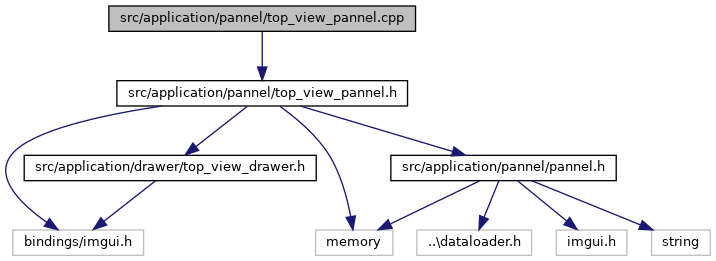 src/application/pannel/top_view_pannel.cpp
src/application/pannel/top_view_pannel.h
src/application/drawer/top_view_drawer.h
src/application/pannel/pannel.h
bindings/imgui.h
memory
..\dataloader.h
imgui.h
string